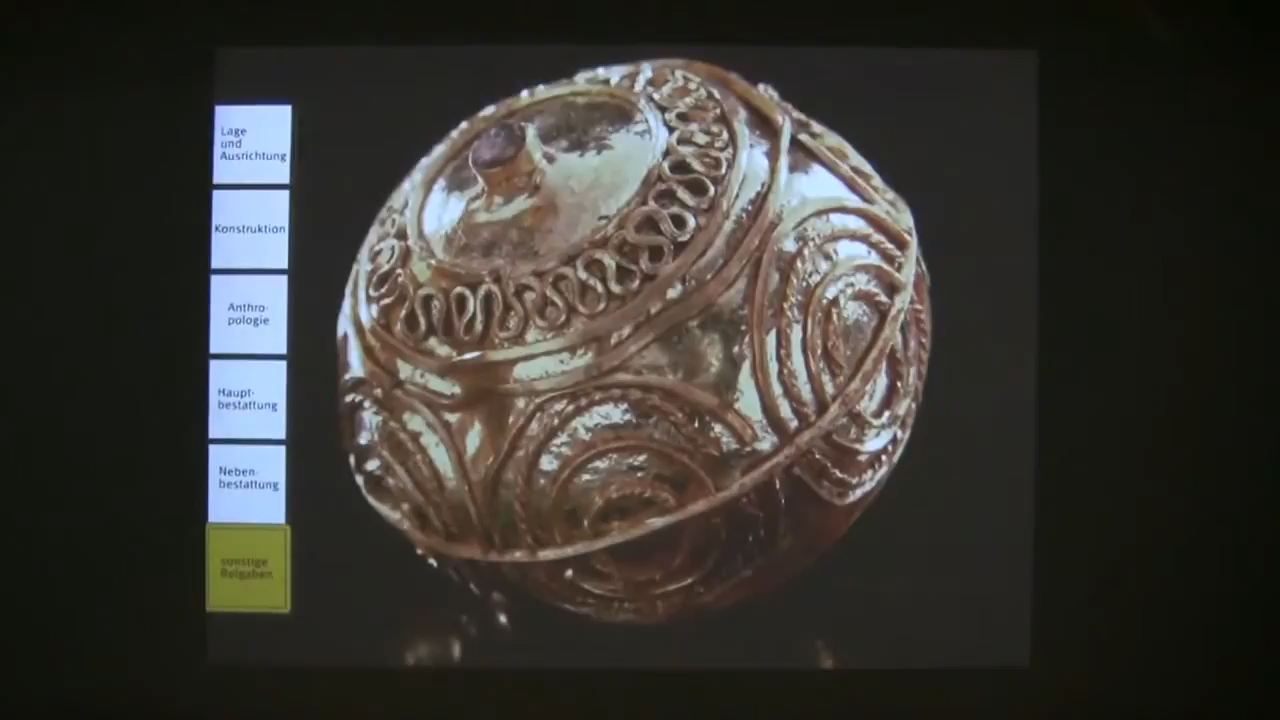 Lage
und
Ausrichtung
Konstruktion
Anthro-
pologie
Haupt-
bestattung
Neben-
bestattung
sonstige
Beigaben